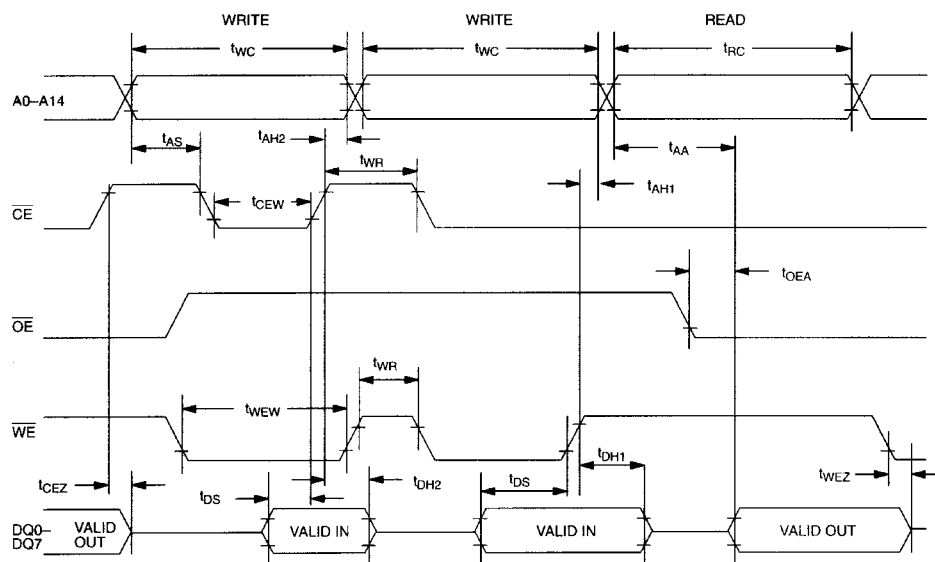 WRITE WRITE READ
tWC tWC tRC
A0–A14
tAS tAH2 tAA
tWR
tAH1
CE tCEW
tOEA
OE
tWR
tWEW
WE
tCEZ tDS tDH2 tDS tDH1 tWEZ
DQ0–DQ7 VALID OUT VALID IN VALID IN VALID OUT